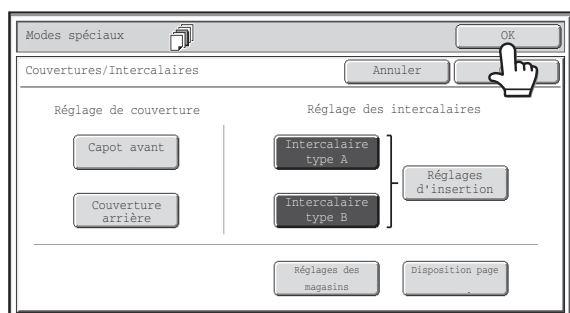 Modes spéciaux
OK
Couvertures/Intercalaires
Annuler
Réglage de couverture
Réglage des intercalaires
Capot avant
Intercalaire
type A
Réglages
d'insertion
Couverture
arrière
Intercalaire
type B
Réglages des
magasins
Disposition page
.